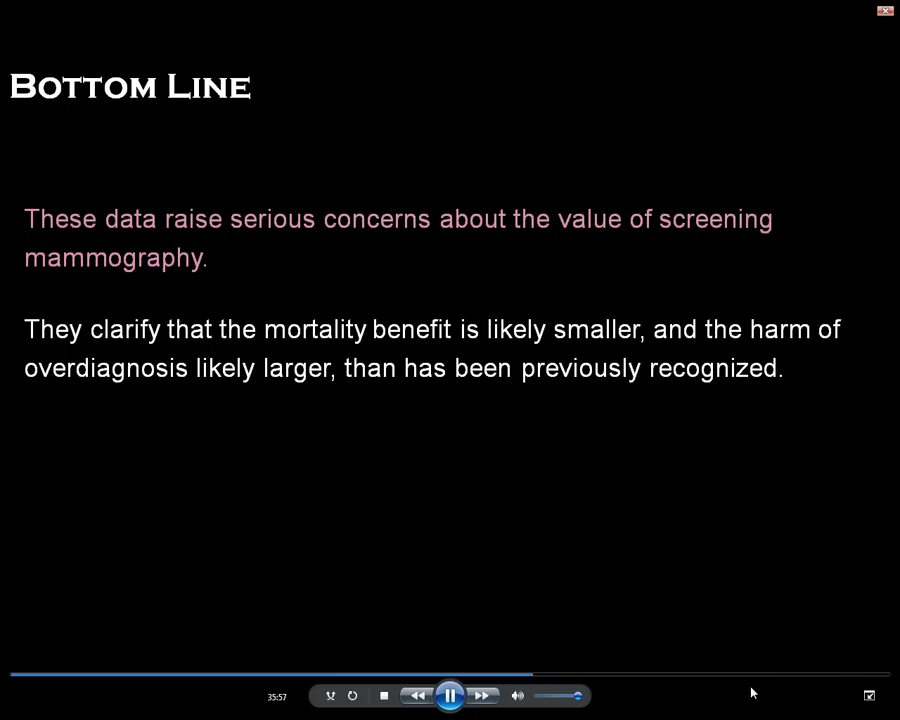 BOTTOM LINE
These data raise serious concerns about the value of screening
mammography.
They clarify that the mortality benefit is likely smaller, and the harm of
overdiagnosis likely larger, than has been previously recognized.
35:57